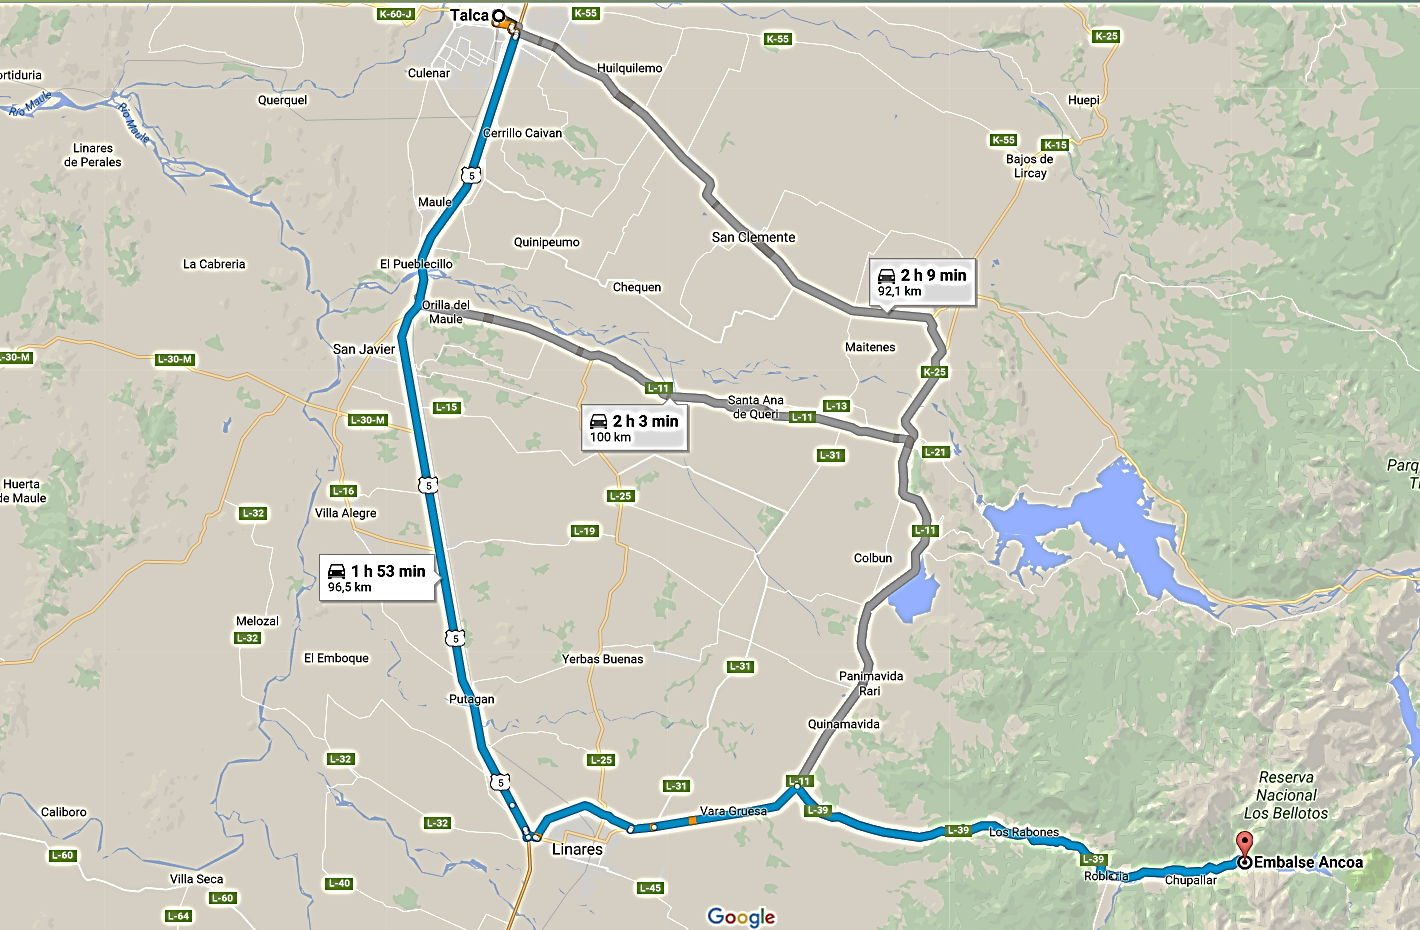 K-60-J
Talca
K-55
K-55
K-25
Culenar
Huilquilemo
ortiduria
Río Maule
Río Maule
Querquel
Huepi
Linares
de Perales
Cerrillo Caivan
K-55
K-15
Bajos de
Lircay
5
Maule
San Clemente
Quinipeumo
La Cabreria
El Pueblecillo
2 h 9 min
92,1 km
Chequen
Orilla del
Maule
San Javier
Maitenes
L-30-M
L-30-M
K-25
L-11
Santa Ana
de Queri
L-13
L-11
L-15
L-30-M
2 h 3 min
100 km
L-31
L-21
Parq
T
Huerta
de Maule
5
L-16
L-25
L-32
Villa Alegre
L-19
L-11
Colbun
1 h 53 min
96,5 km
Melozal
L-32
5
El Emboque
Yerbas Buenas
L-31
Panimavida
Rari
Putagan
Quinamavida
L-32
L-25
5
L-31
L-11
Reserva
Nacional
Los Bellotos
Caliboro
L-32
Vara Gruesa
L-39
L-39
Los Rabones
Linares
L-60
L-39
Embalse Ancoa
Robleria
Chupallar
Villa Seca
L-40
L-45
L-60
L-64
Google